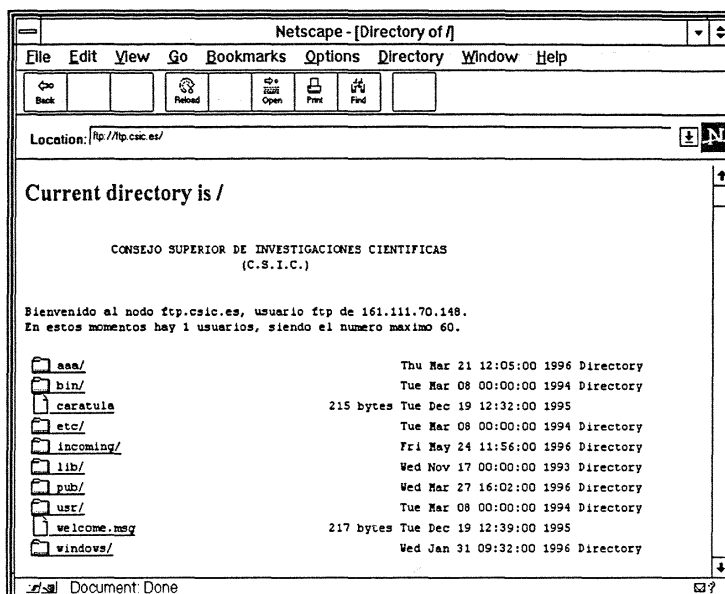 Netscape - [Directory of /]
File Edit View Go Bookmarks Options Directory Window Help
Back Reload Open Print Find
Location: ftp://ftp.csic.es/
N
Current directory is /
CONSEJO SUPERIOR DE INVESTIGACIONES CIENTIFICAS
(C.S.I.C.)
Bienvenido al nodo ftp.csic.es, usuario ftp de 161.111.70.148.
En estos momentos hay 1 usuarios, siendo el numero maximo 60.
aaa/ Thu Mar 21 12:05:00 1996 Directory
bin/ Tue Mar 08 00:00:00 1994 Directory
caratula 215 bytes Tue Dec 19 12:32:00 1995
etc/ Tue Mar 08 00:00:00 1994 Directory
incoming/ Fri May 24 11:56:00 1996 Directory
lib/ Wed Nov 17 00:00:00 1993 Directory
pub/ Wed Mar 27 16:02:00 1996 Directory
usr/ Tue Mar 08 00:00:00 1994 Directory
welcome.msg 217 bytes Tue Dec 19 12:39:00 1995
windows/ Wed Jan 31 09:32:00 1996 Directory
Document: Done